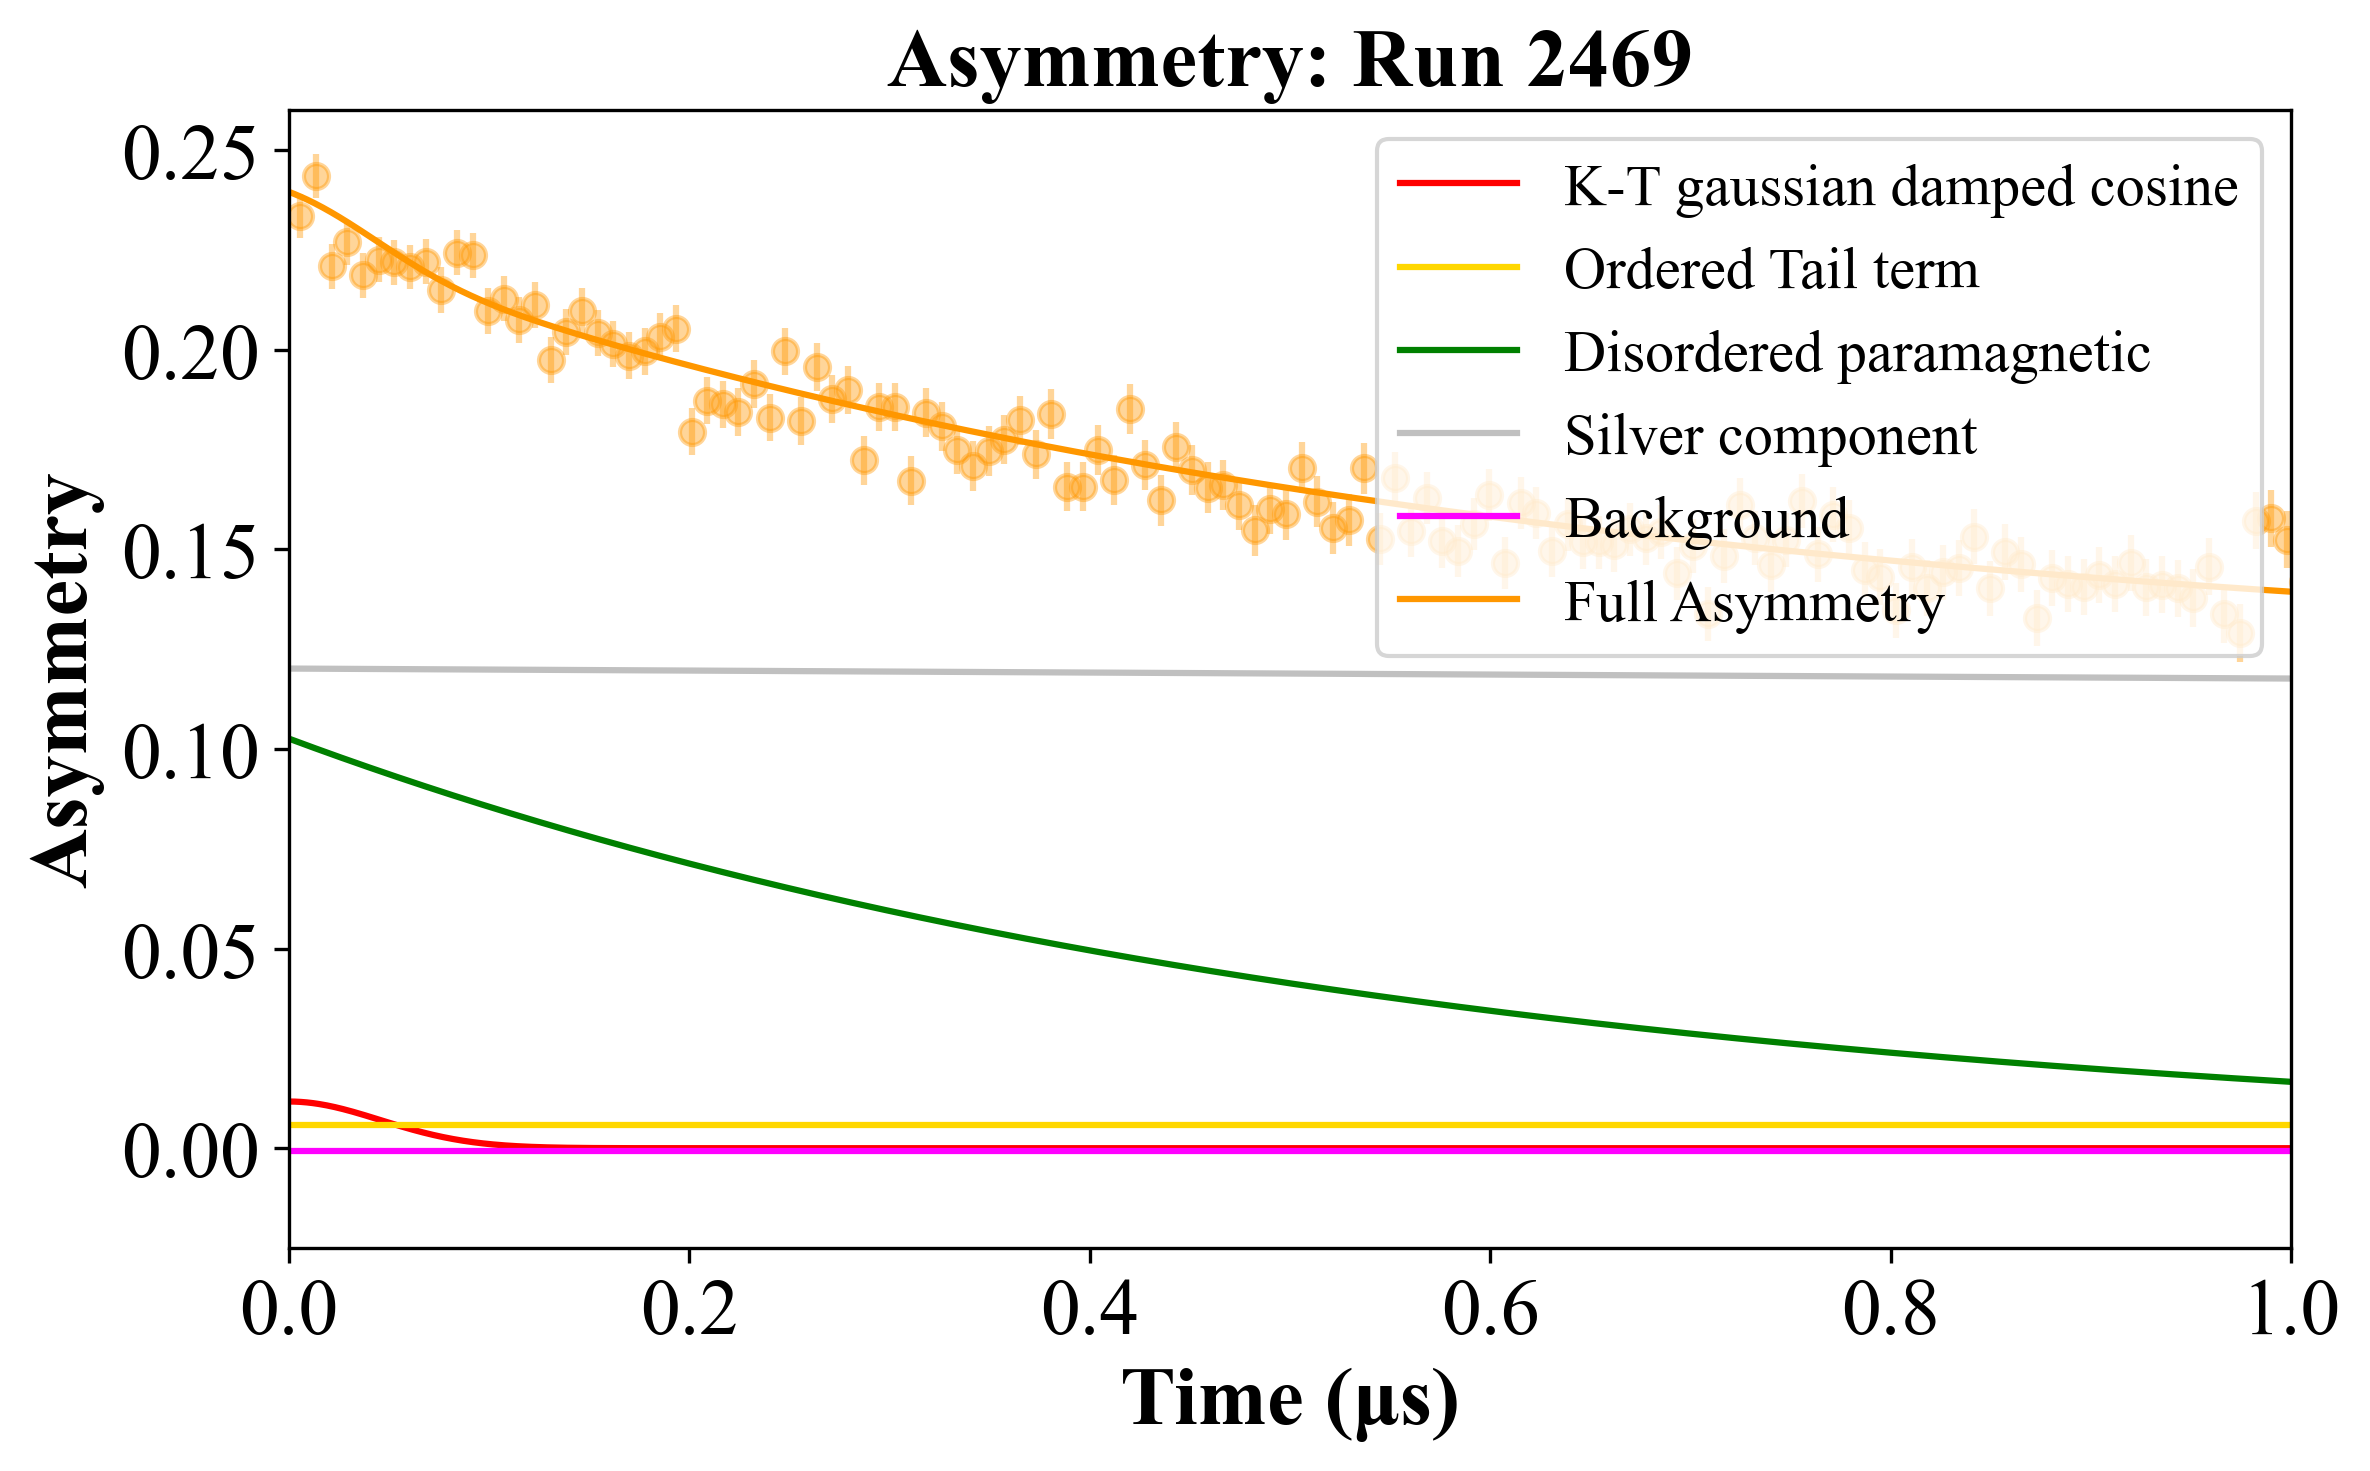 Asymmetry: Run 2469
0.25
0.20
0.15
0.10
0.05
0.00
Asymmetry
K-T gaussian damped cosine
Ordered Tail term
Disordered paramagnetic
Silver component
Background
Full Asymmetry
0.0 0.2 0.4 0.6 0.8 1.0
Time (μs)